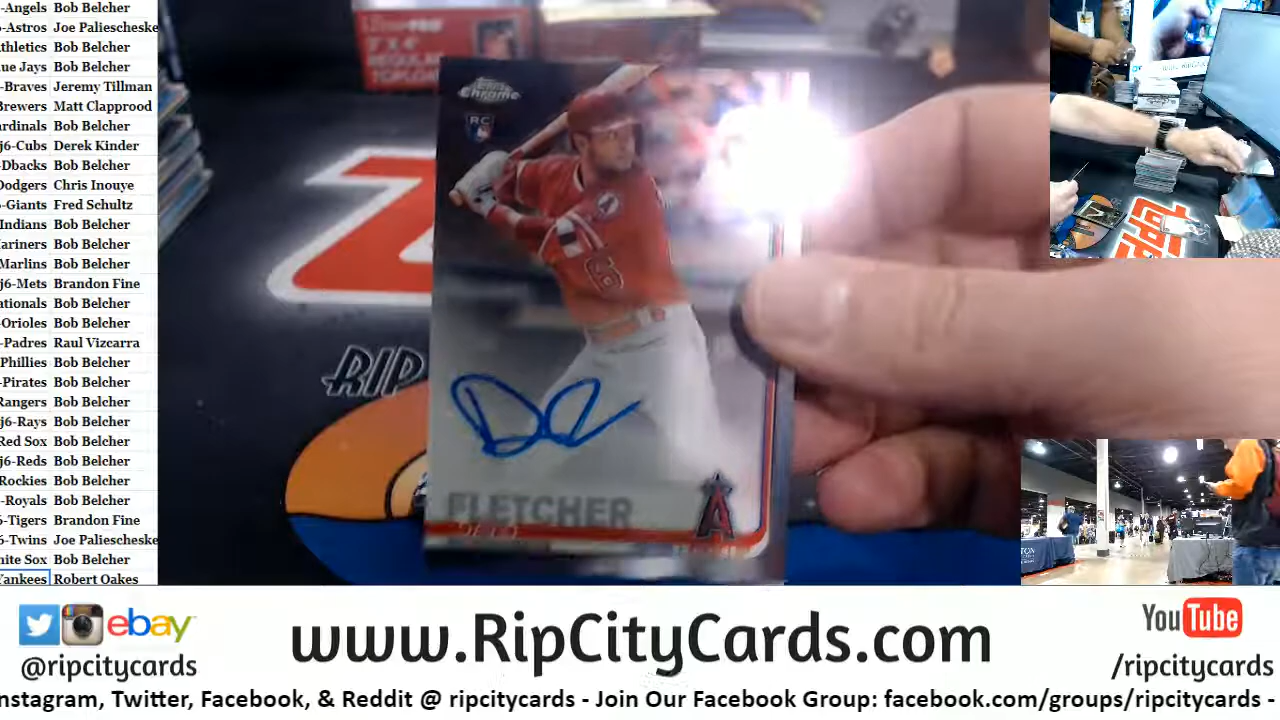 -Angels Bob Belcher
-Astros Joe Paliescheske
thletics Bob Belcher
ue Jays Bob Belcher
-Braves Jeremy Tillman
Brewers Matt Clapprood
ardinals Bob Belcher
j6-Cubs Derek Kinder
-Dbacks Bob Belcher
Dodgers Chris Inouye
-Giants Fred Schultz
Indians Bob Belcher
ariners Bob Belcher
Marlins Bob Belcher
j6-Mets Brandon Fine
ationals Bob Belcher
-Orioles Bob Belcher
-Padres Raul Vizcarra
Phillies Bob Belcher
-Pirates Bob Belcher
Rangers Bob Belcher
j6-Rays Bob Belcher
Red Sox Bob Belcher
j6-Reds Bob Belcher
Rockies Bob Belcher
-Royals Bob Belcher
6-Tigers Brandon Fine
6-Twins Joe Paliescheske
hite Sox Bob Belcher
Yankees Robert Oakes
Chrome
RC
RIP
FLETCHER
A
TOPPS
ebay
@ripcitycards
www.RipCityCards.com
YouTube
/ripcitycards
nstagram, Twitter, Facebook, & Reddit @ ripcitycards - Join Our Facebook Group: facebook.com/groups/ripcitycards -